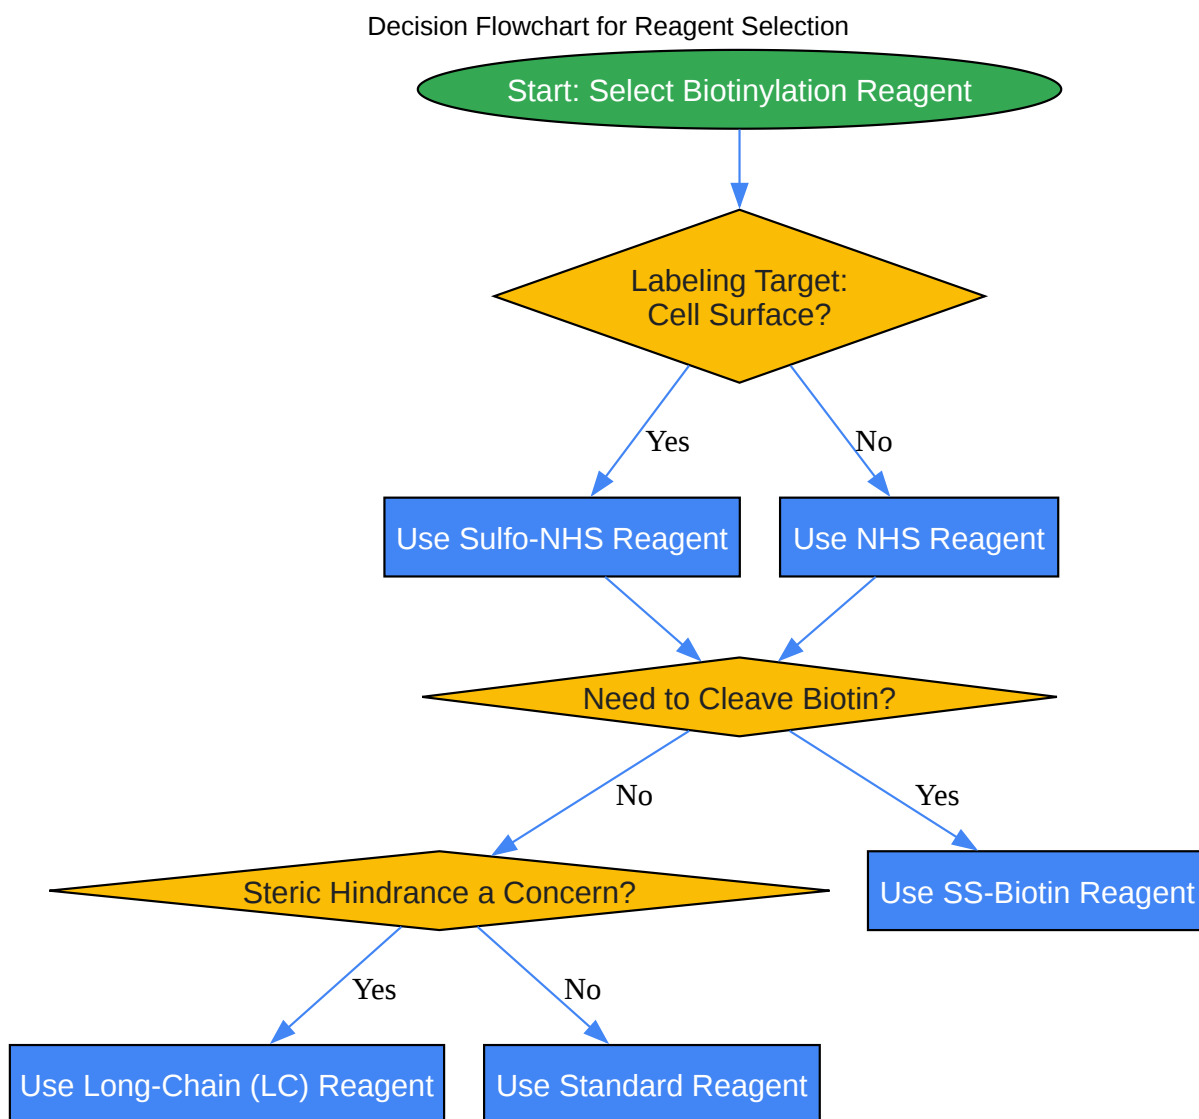 Decision Flowchart for Reagent Selection
Start: Select Biotinylation Reagent
Labeling Target:
Cell Surface?
Yes
No
Use Sulfo-NHS Reagent
Use NHS Reagent
Need to Cleave Biotin?
No
Yes
Steric Hindrance a Concern?
Use SS-Biotin Reagent
Yes
No
Use Long-Chain (LC) Reagent
Use Standard Reagent